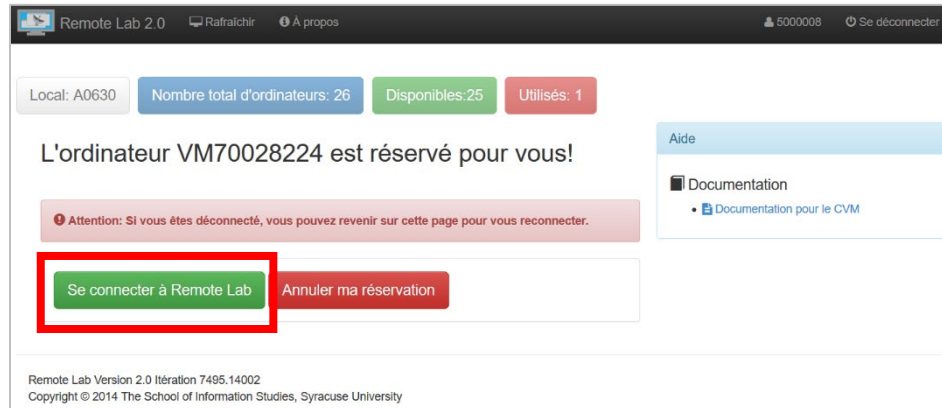 Remote Lab 2.0 Rafraîchir À propos 5000008 Se déconnecter
Local: A0630 Nombre total d'ordinateurs: 26 Disponibles:25 Utilisés: 1
L'ordinateur VM70028224 est réservé pour vous!
Aide
Documentation
Documentation pour le CVM
Attention: Si vous êtes déconnecté, vous pouvez revenir sur cette page pour vous reconnecter.
Se connecter à Remote Lab Annuler ma réservation
Remote Lab Version 2.0 Itération 7495.14002
Copyright © 2014 The School of Information Studies, Syracuse University